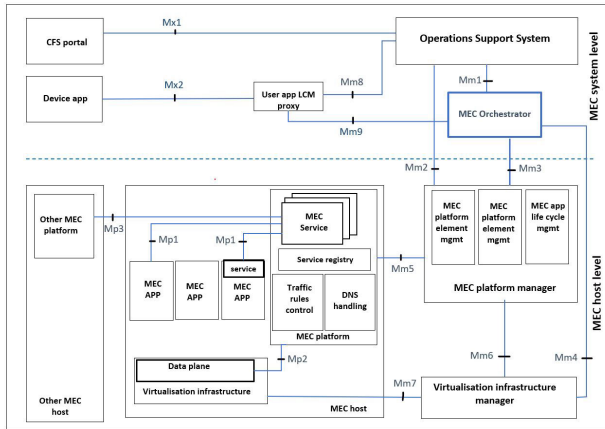 CFS portal
Mx1
Operations Support System
Device app
Mx2
User app LCM
proxy
Mm8
Mm9
Mm1
MEC Orchestrator
MEC system level
Mm2
Mm3
Other MEC
platform
Mp3
Mp1
Mp1
MEC
Service
Service registry
MEC
APP
MEC
APP
service
MEC
APP
Traffic
rules
control
DNS
handling
MEC platform
Mm5
MEC
platform
element
mgmt
MEC
platform
element
mgmt
MEC app
life cycle
mgmt
MEC platform manager
MEC host level
Mp2
Data plane
Virtualisation infrastructure
MEC host
Other MEC
host
Mm7
Mm6
Mm4
Virtualisation infrastructure
manager